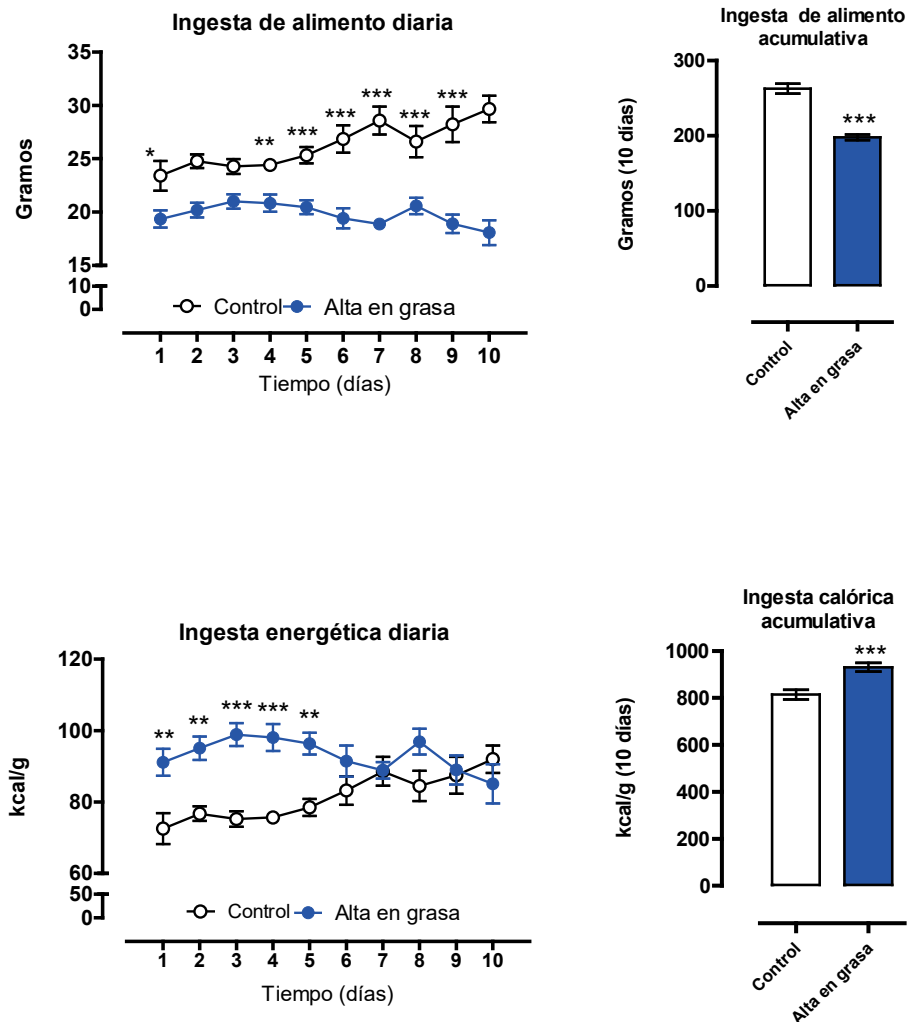 Ingesta de alimento diaria
35
30
25
20
15
10
0
Gramos
*
**
***
***
***
***
***
Control
Alta en grasa
1 2 3 4 5 6 7 8 9 10
Tiempo (días)
Ingesta de alimento
acumulativa
300
200
100
0
Gramos (10 días)
***
Control
Alta en grasa
Ingesta energética diaria
120
100
80
60
50
0
kcal/g
**
**
***
***
**
Control
Alta en grasa
1 2 3 4 5 6 7 8 9 10
Tiempo (días)
Ingesta calórica
acumulativa
1000
800
600
400
200
0
kcal/g (10 días)
***
Control
Alta en grasa